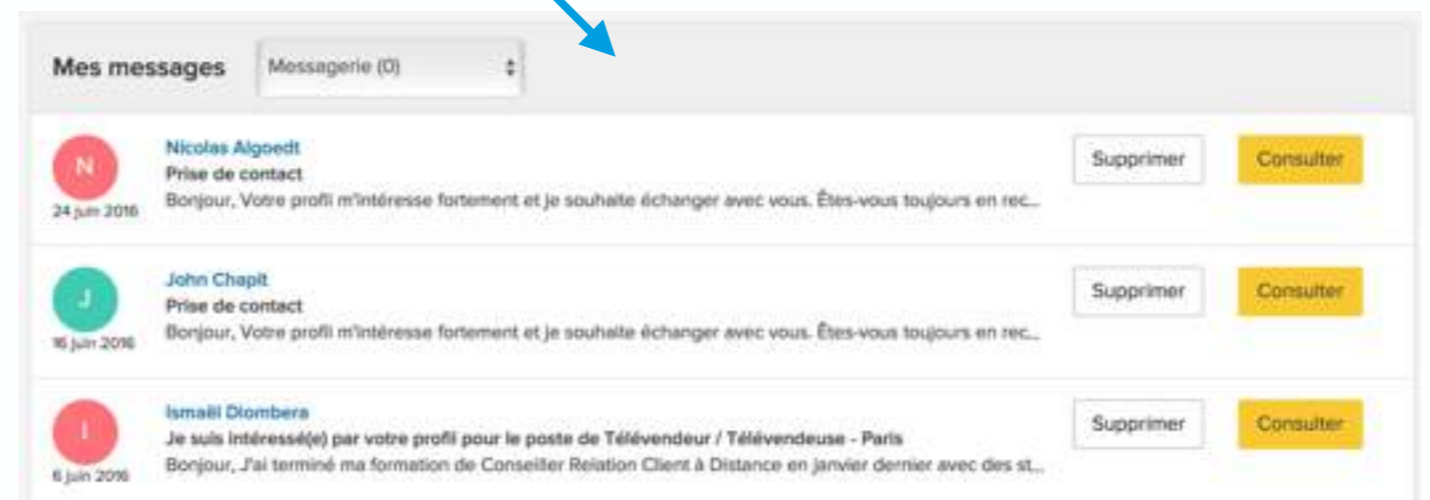 Mes messages Messagerie (0)
N
24 juin 2016
Nicolas Algoedt
Prise de contact
Bonjour, Votre profil m'intéresse fortement et je souhaite échanger avec vous. Êtes-vous toujours en rec...
Supprimer Consulter
J
16 juin 2016
John Chapit
Prise de contact
Bonjour, Votre profil m'intéresse fortement et je souhaite échanger avec vous. Êtes-vous toujours en rec...
Supprimer Consulter
I
6 juin 2016
Ismaël Diombera
Je suis intéressé(e) par votre profil pour le poste de Télévendeur / Télévendeuse - Paris
Bonjour, J'ai terminé ma formation de Conseiller Relation Client à Distance en janvier dernier avec des st...
Supprimer Consulter